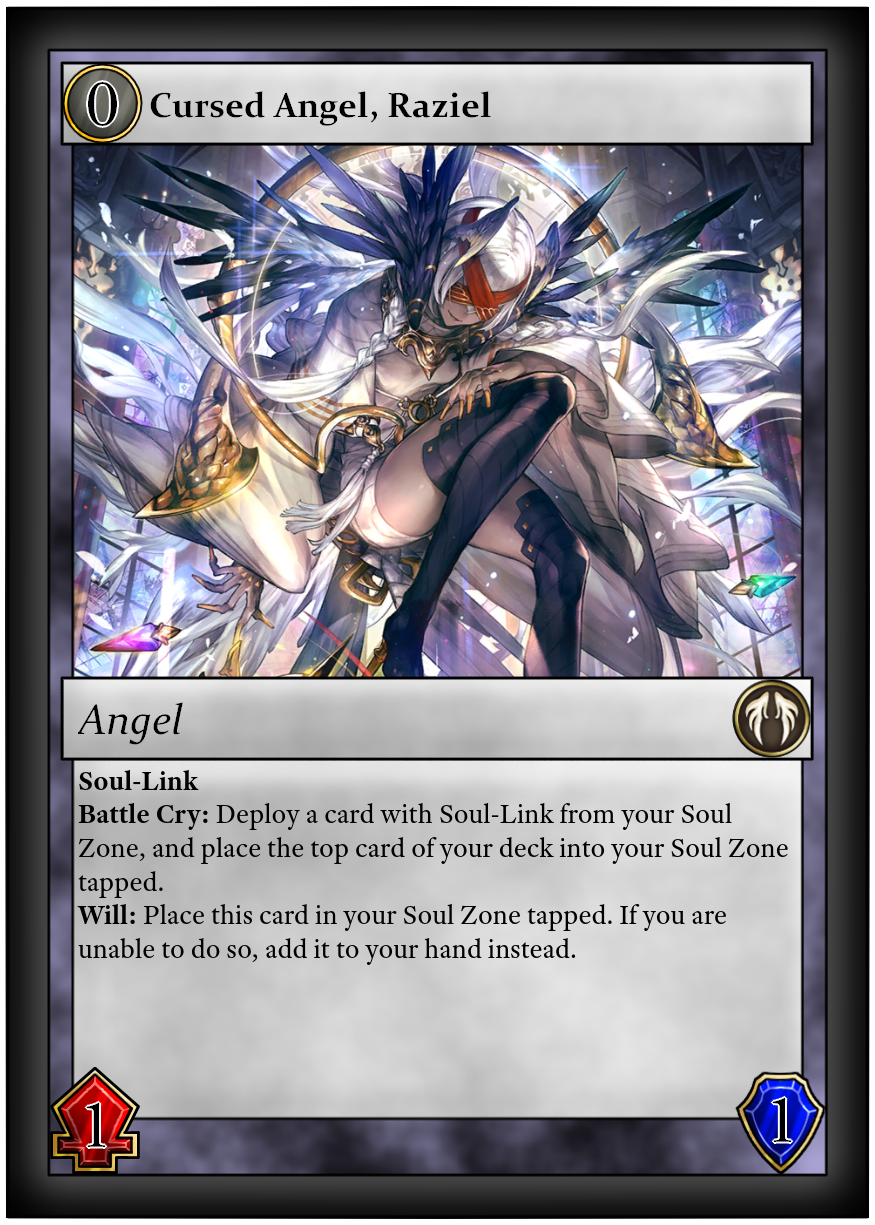 0 Cursed Angel, Raziel
Angel
Soul-Link
Battle Cry: Deploy a card with Soul-Link from your Soul
Zone, and place the top card of your deck into your Soul Zone
tapped.
Will: Place this card in your Soul Zone tapped. If you are
unable to do so, add it to your hand instead.
1 1